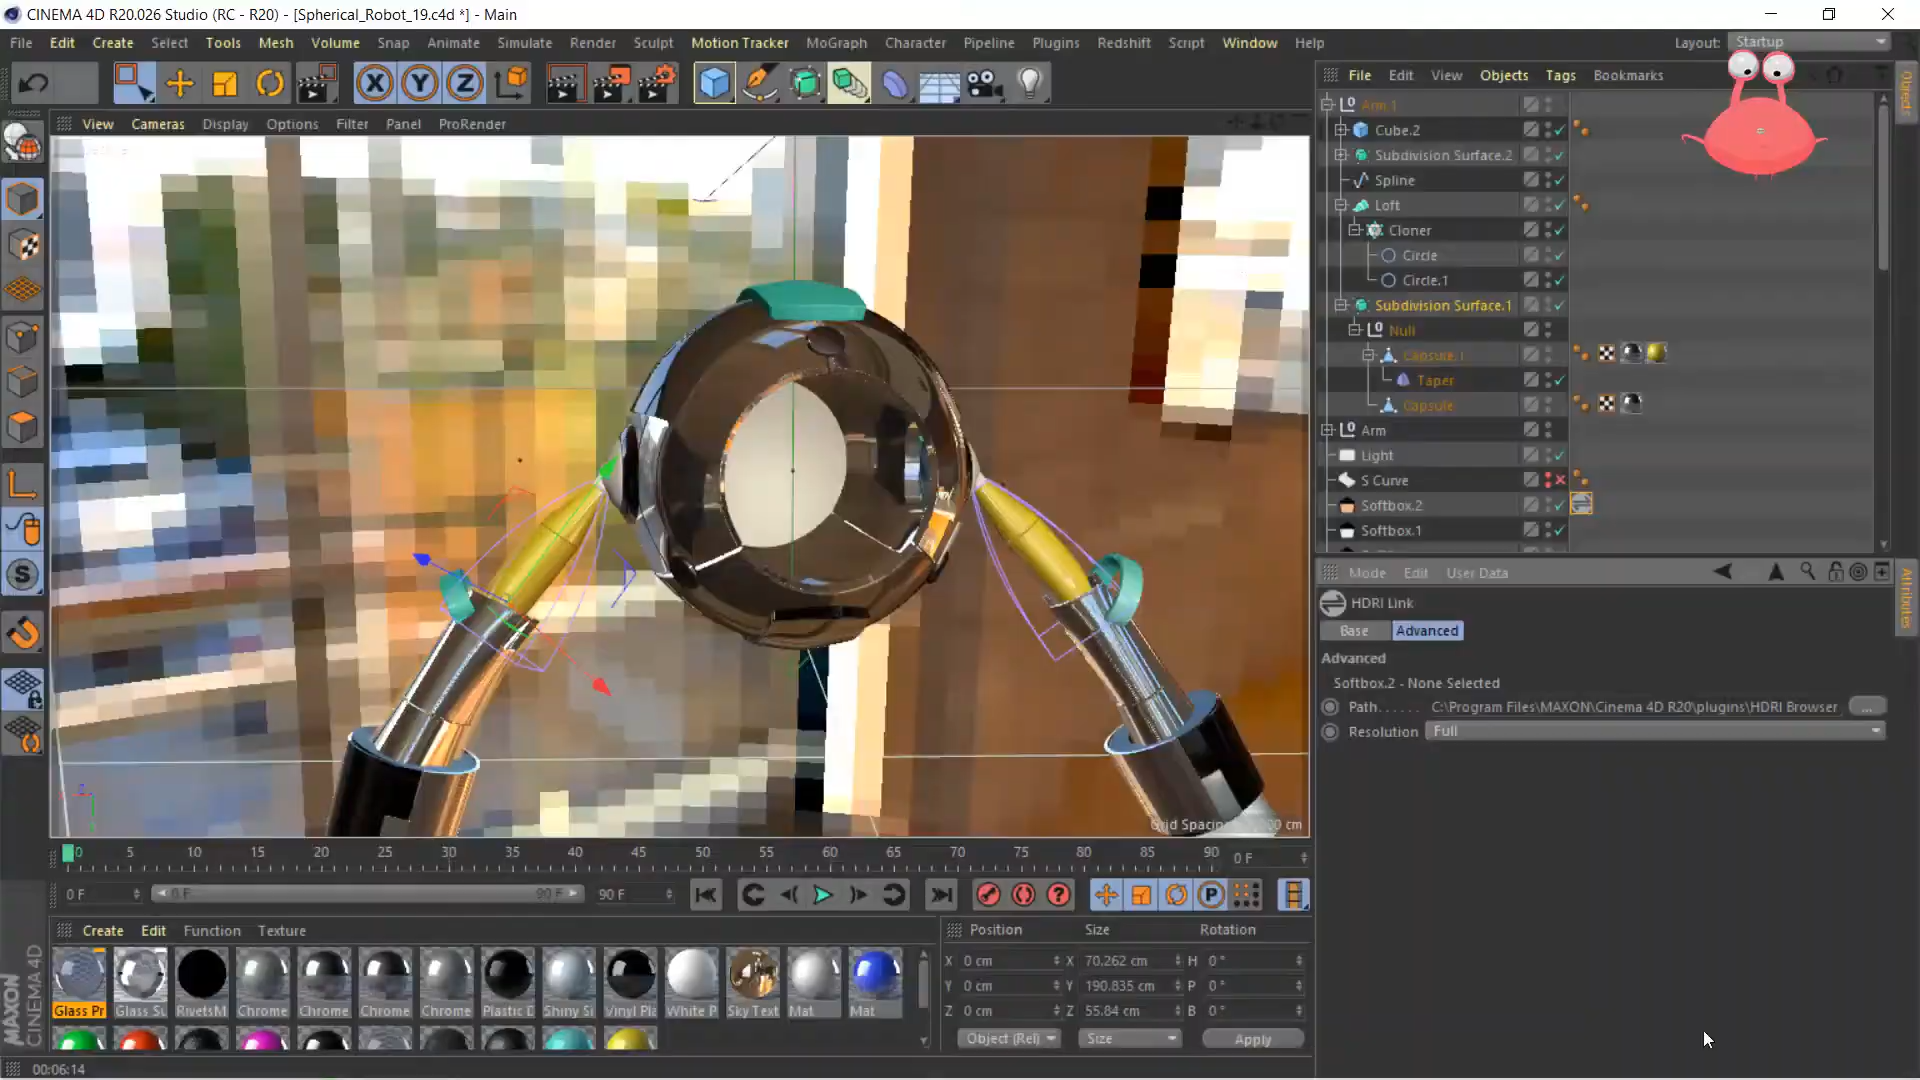 CINEMA 4D R20.026 Studio (RC - R20) - [Spherical_Robot_19.c4d *] - Main
File Edit Create Select Tools Mesh Volume Snap Animate Simulate Render Sculpt Motion Tracker MoGraph Character Pipeline Plugins Redshift Script Window Help
Layout: Startup
X Y Z
File Edit View Objects Tags Bookmarks
Objects
View Cameras Display Options Filter Panel ProRender
Arm.1
Cube.2
Subdivision Surface.2
Spline
Loft
Cloner
Circle
Circle.1
Subdivision Surface.1
Null
Capsule.1
Taper
Capsule
Arm
Light
S Curve
Softbox.2
Softbox.1
Mode Edit User Data
Attributes
HDRI Link
Base Advanced
Advanced
Softbox.2 - None Selected
Path...... C:\Program Files\MAXON\Cinema 4D R20\plugins\HDRI Browser ...
Resolution Full
0 5 10 15 20 25 30 35 40 45 50 55 60 65 70 75 80 85 90 0 F
0 F 0 F 90 F 90 F
Create Edit Function Texture
Glass Pr Glass Su RivetsM Chrome Chrome Chrome Chrome Plastic D Shiny Si Vinyl Pla White P Sky Text Mat Mat
Position Size Rotation
X 0 cm X 70.262 cm H 0 °
Y 0 cm Y 190.835 cm P 0 °
Z 0 cm Z 55.84 cm B 0 °
Object (Rel) Size Apply
MAXON
CINEMA 4D
00:06:14